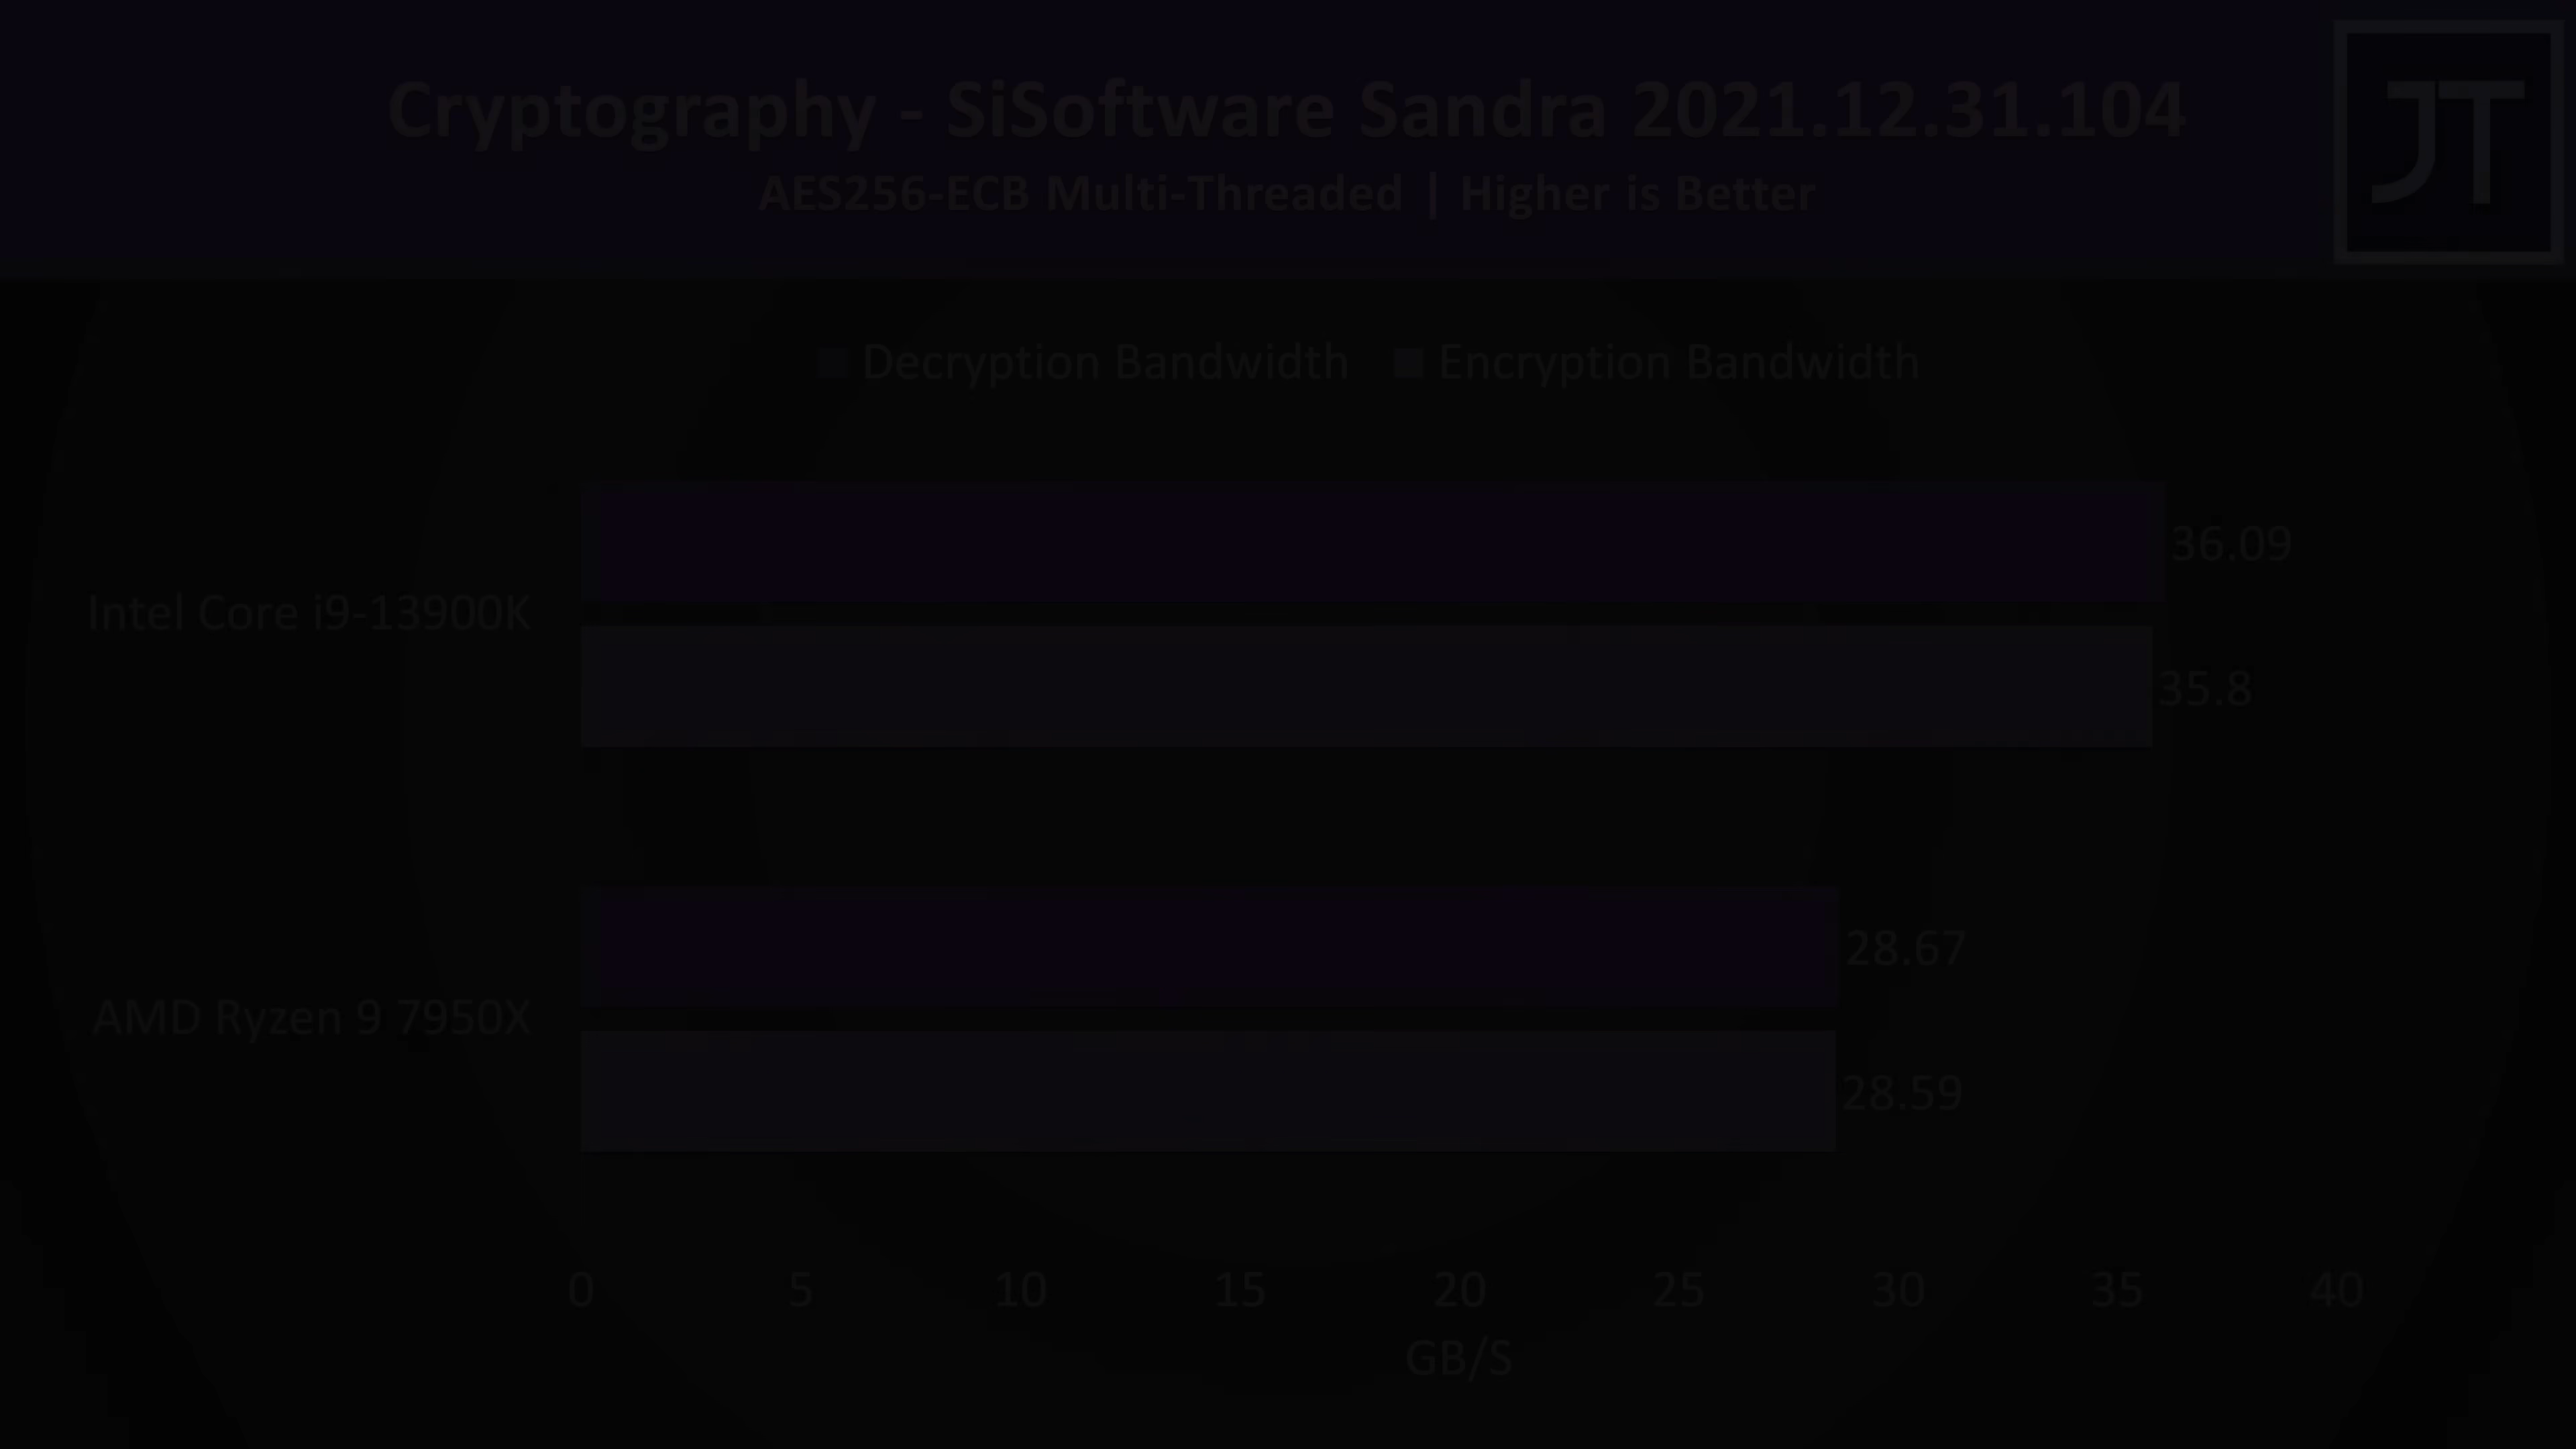 Cryptography - SiSoftware Sandra 2021.12.31.104
JT
AES256-ECB Multi-Threaded | Higher is Better
Decryption Bandwidth Encryption Bandwidth
36.09
Intel Core i9-13900K
35.8
28.67
AMD Ryzen 9 7950X
28.59
0 5 10 15 20 25 30 35 40
GB/S